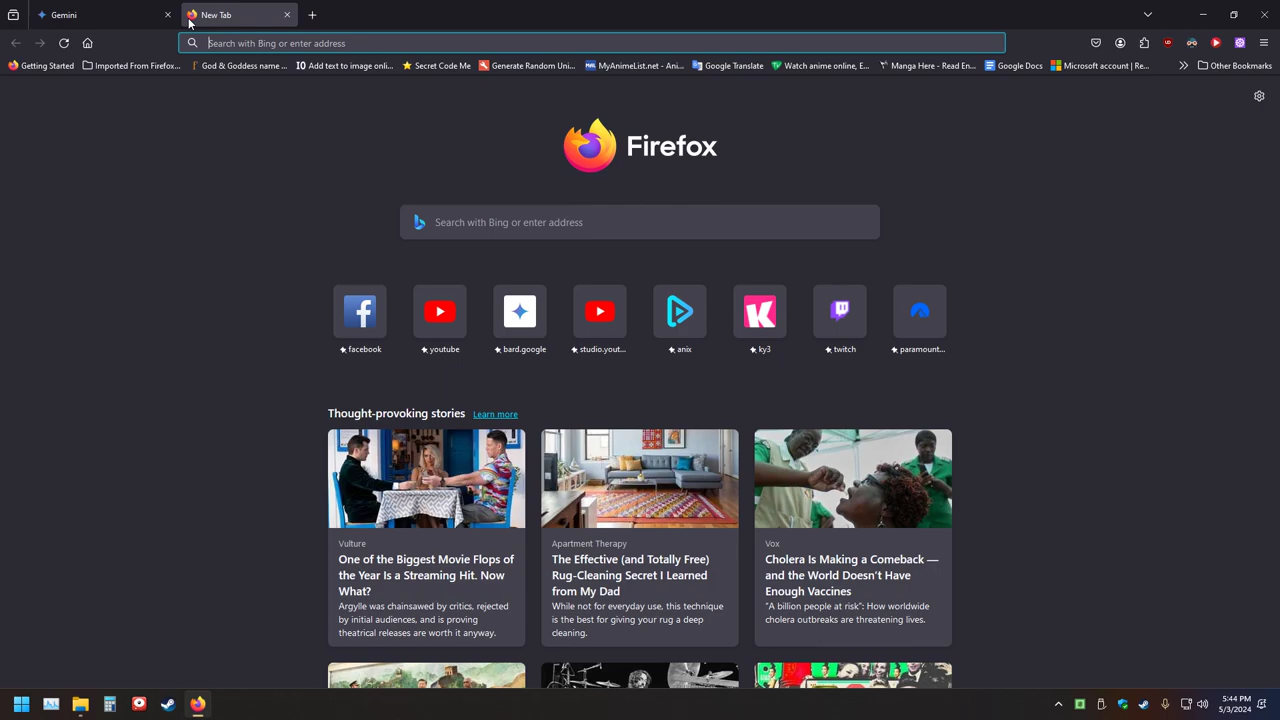 Gemini
New Tab
Search with Bing or enter address
Getting Started
Imported From Firefox...
God & Goddess name ...
Add text to image onli...
Secret Code Me
Generate Random Uni...
MyAnimeList.net - Ani...
Google Translate
Watch anime online, E...
Manga Here - Read En...
Google Docs
Microsoft account | Re...
Other Bookmarks
Firefox
Search with Bing or enter address
facebook
youtube
bard.google
studio.yout...
anix
ky3
twitch
paramount...
Thought-provoking stories Learn more
Vulture
One of the Biggest Movie Flops of
the Year Is a Streaming Hit. Now
What?
Argylle was chainsawed by critics, rejected
by initial audiences, and is proving
theatrical releases are worth it anyway.
Apartment Therapy
The Effective (and Totally Free)
Rug-Cleaning Secret I Learned
from My Dad
While not for everyday use, this technique
is the best for giving your rug a deep
cleaning.
Vox
Cholera Is Making a Comeback —
and the World Doesn't Have
Enough Vaccines
"A billion people at risk": How worldwide
cholera outbreaks are threatening lives.
5:44 PM
5/3/2024